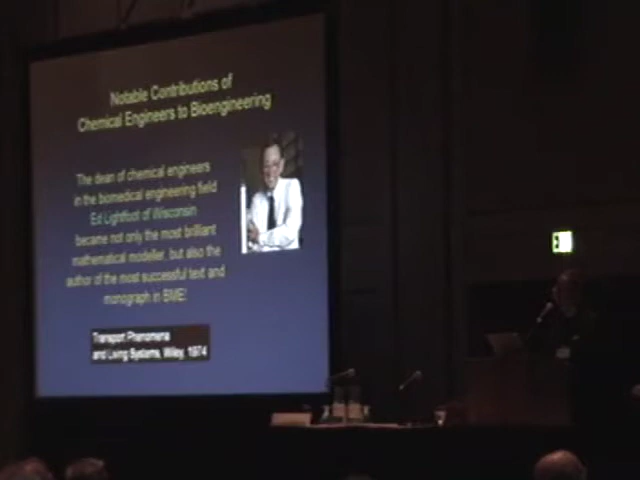 Notable Contributions of
Chemical Engineers to Bioengineering
The dean of chemical engineers
in the biomedical engineering field
Ed Lightfoot of Wisconsin
became not only the most brilliant
mathematical modeller, but also the
author of the most successful text and
monograph in BME!
Transport Phenomena
and Living Systems, Wiley, 1974